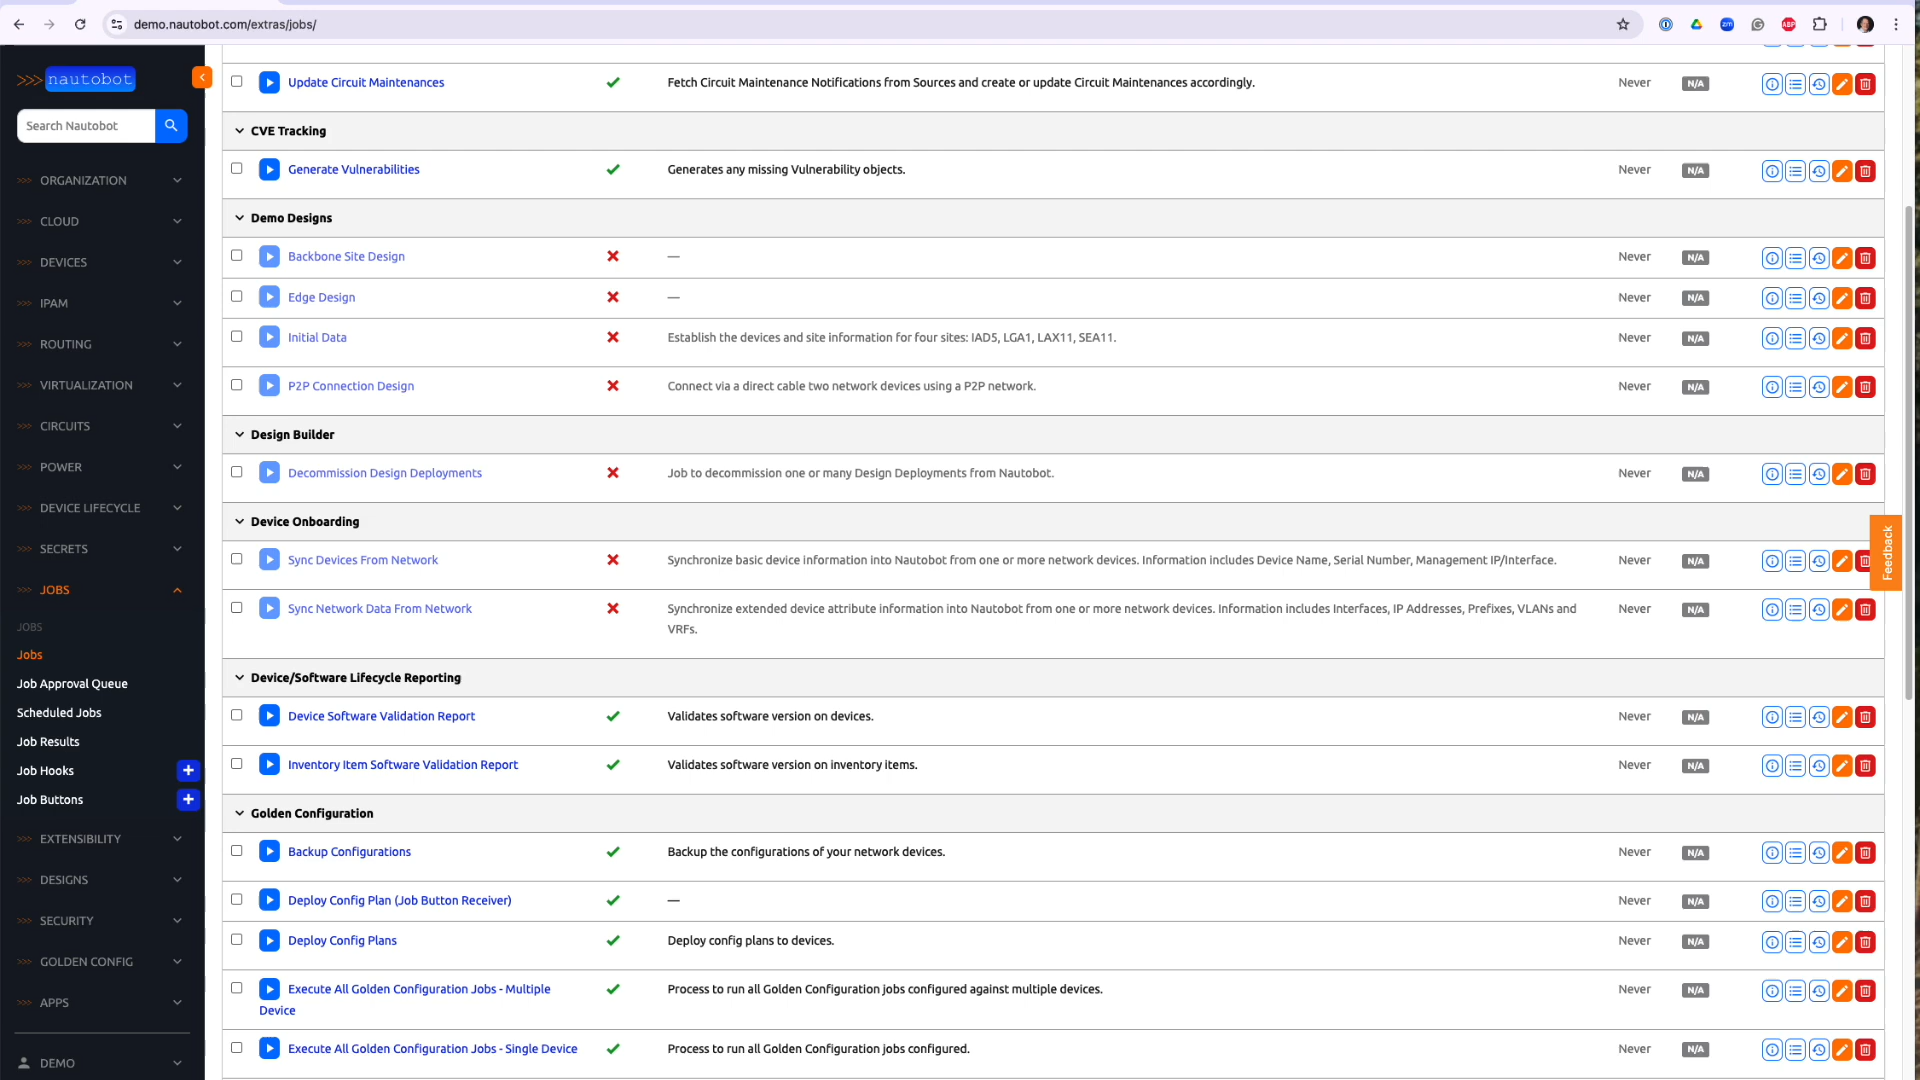 demo.nautobot.com/extras/jobs/
nautobot
Search Nautobot
ORGANIZATION
CLOUD
DEVICES
IPAM
ROUTING
VIRTUALIZATION
CIRCUITS
POWER
DEVICE LIFECYCLE
SECRETS
JOBS
JOBS
Jobs
Job Approval Queue
Scheduled Jobs
Job Results
Job Hooks
Job Buttons
EXTENSIBILITY
DESIGNS
SECURITY
GOLDEN CONFIG
APPS
DEMO
Update Circuit Maintenances Fetch Circuit Maintenance Notifications from Sources and create or update Circuit Maintenances accordingly. Never N/A
CVE Tracking
Generate Vulnerabilities Generates any missing Vulnerability objects. Never N/A
Demo Designs
Backbone Site Design — Never N/A
Edge Design — Never N/A
Initial Data Establish the devices and site information for four sites: IAD5, LGA1, LAX11, SEA11. Never N/A
P2P Connection Design Connect via a direct cable two network devices using a P2P network. Never N/A
Design Builder
Decommission Design Deployments Job to decommission one or many Design Deployments from Nautobot. Never N/A
Device Onboarding
Sync Devices From Network Synchronize basic device information into Nautobot from one or more network devices. Information includes Device Name, Serial Number, Management IP/Interface. Never N/A
Sync Network Data From Network Synchronize extended device attribute information into Nautobot from one or more network devices. Information includes Interfaces, IP Addresses, Prefixes, VLANs and Never N/A
VRFs.
Device/Software Lifecycle Reporting
Device Software Validation Report Validates software version on devices. Never N/A
Inventory Item Software Validation Report Validates software version on inventory items. Never N/A
Golden Configuration
Backup Configurations Backup the configurations of your network devices. Never N/A
Deploy Config Plan (Job Button Receiver) — Never N/A
Deploy Config Plans Deploy config plans to devices. Never N/A
Execute All Golden Configuration Jobs - Multiple Process to run all Golden Configuration jobs configured against multiple devices. Never N/A
Device
Execute All Golden Configuration Jobs - Single Device Process to run all Golden Configuration jobs configured. Never N/A
Feedback
ABP